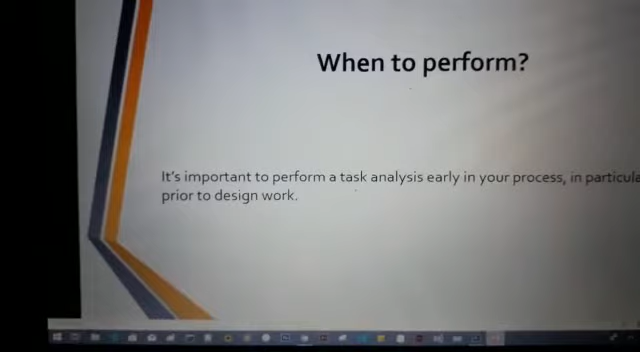 When to perform?
It's important to perform a task analysis early in your process, in particula
prior to design work.